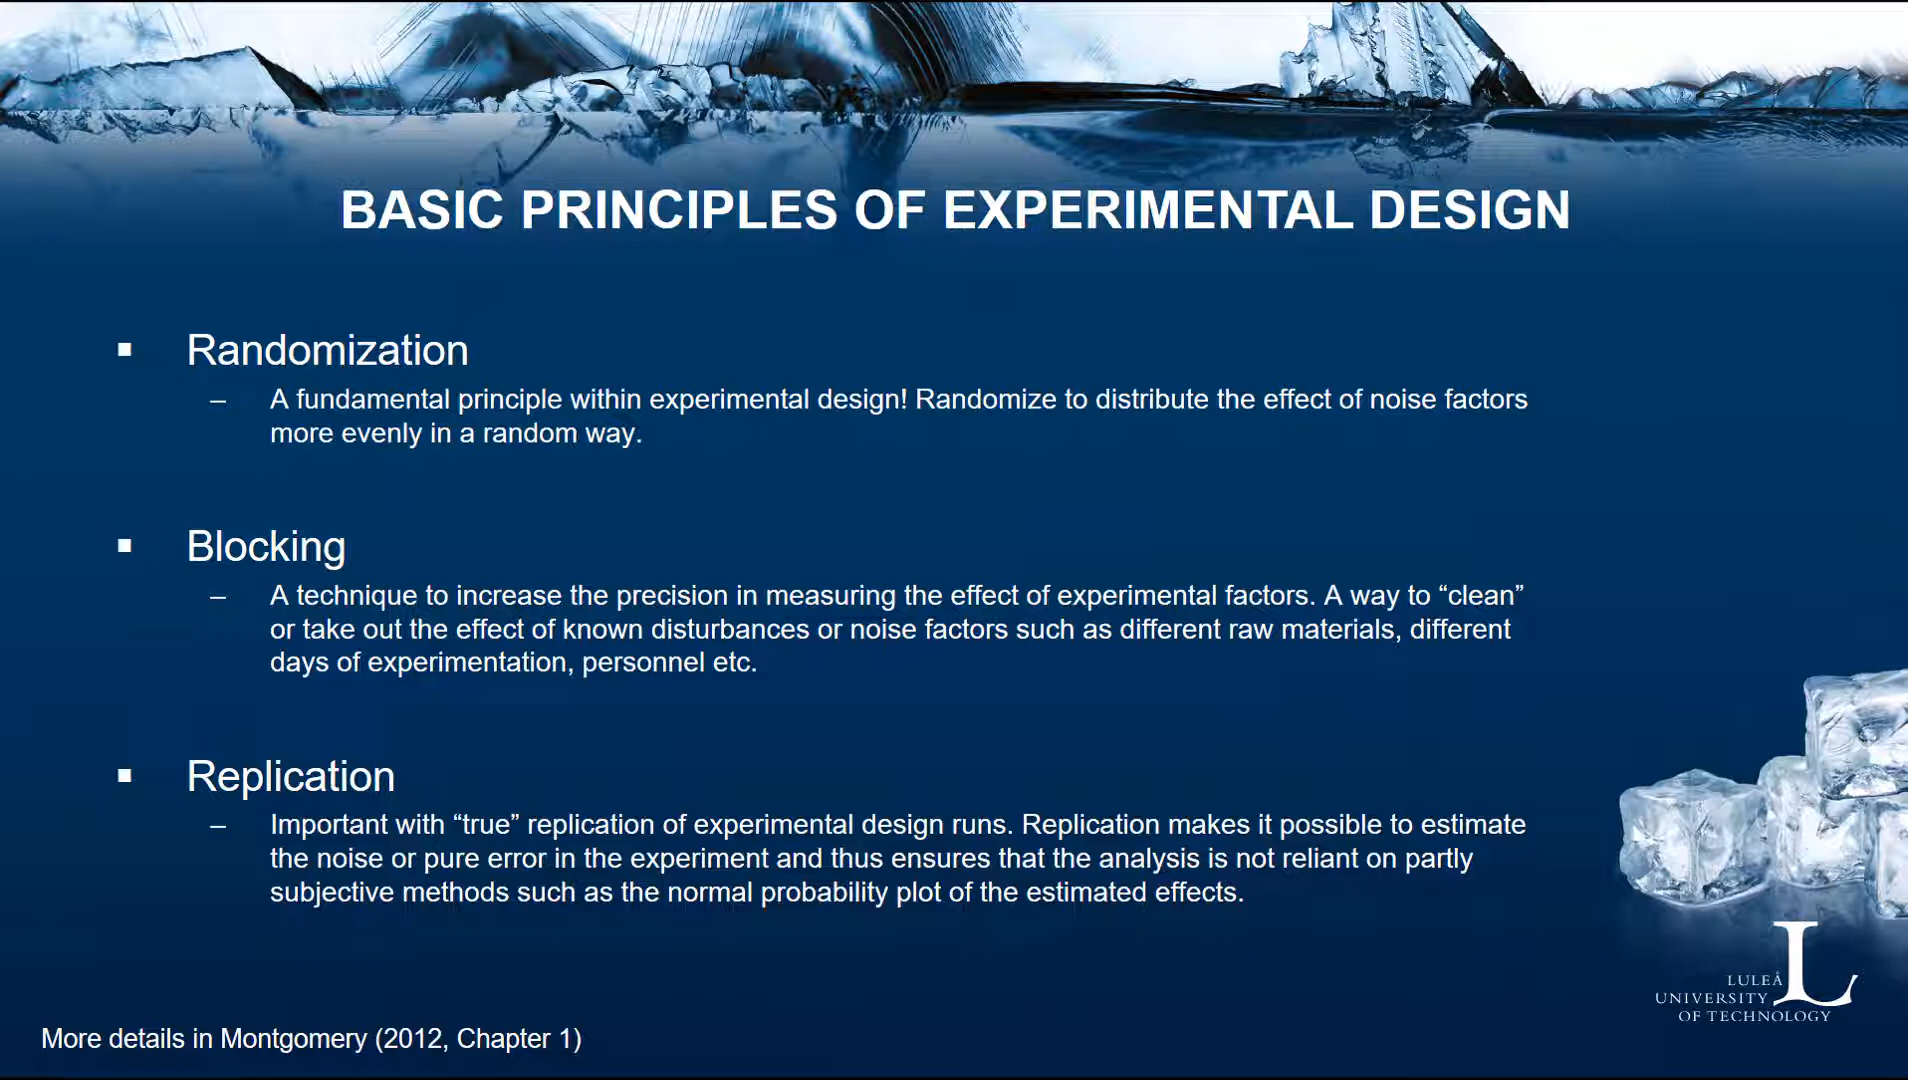 BASIC PRINCIPLES OF EXPERIMENTAL DESIGN
▪ Randomization
– A fundamental principle within experimental design! Randomize to distribute the effect of noise factors
more evenly in a random way.
▪ Blocking
– A technique to increase the precision in measuring the effect of experimental factors. A way to “clean”
or take out the effect of known disturbances or noise factors such as different raw materials, different
days of experimentation, personnel etc.
▪ Replication
– Important with “true” replication of experimental design runs. Replication makes it possible to estimate
the noise or pure error in the experiment and thus ensures that the analysis is not reliant on partly
subjective methods such as the normal probability plot of the estimated effects.
L
LULEÅ
UNIVERSITY
OF TECHNOLOGY
More details in Montgomery (2012, Chapter 1)